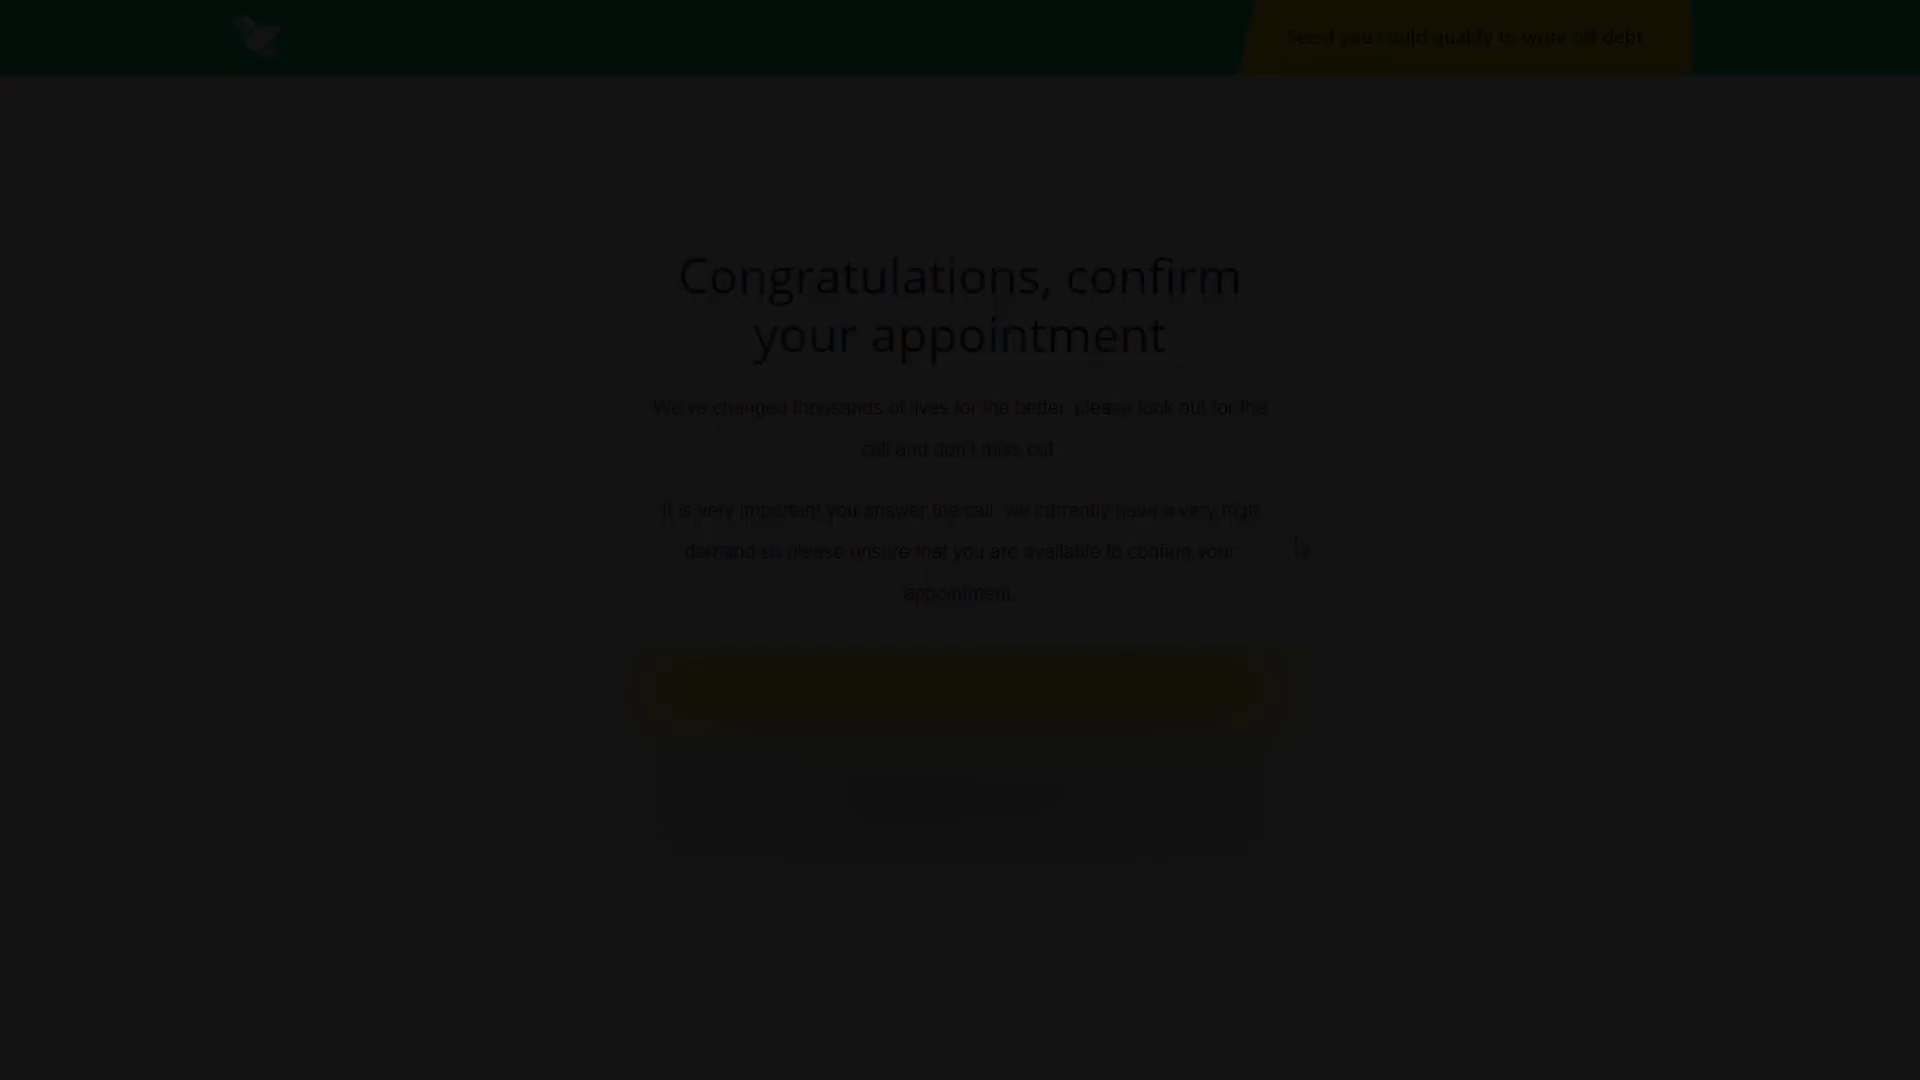 see if you could qualify to write off debt
Congratulations, confirm
your appointment
We've changed thousands of lives for the better, please look out for the
call and don't miss out
It is very important you answer the call, we currently have a very high
demand so please ensure that you are available to confirm your
appointment.